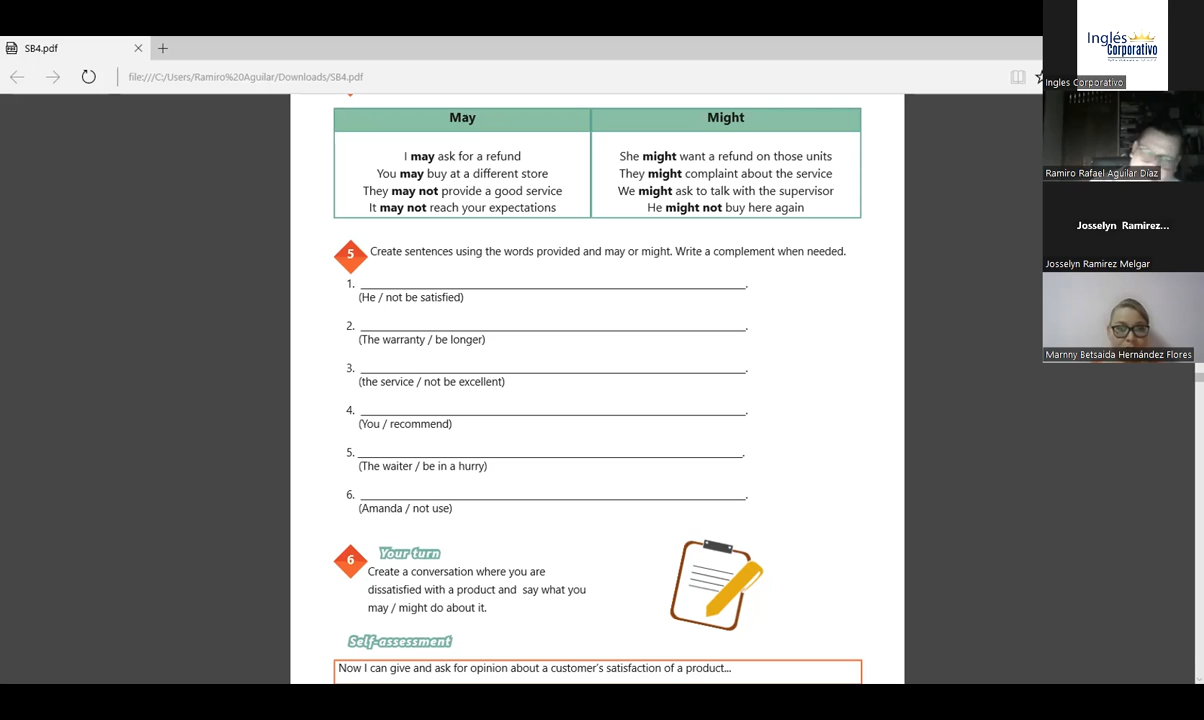 SB4.pdf
file:///C:/Users/Ramiro%20Aguilar/Downloads/SB4.pdf
May
Might
I may ask for a refund
You may buy at a different store
They may not provide a good service
It may not reach your expectations
She might want a refund on those units
They might complaint about the service
We might ask to talk with the supervisor
He might not buy here again
5 Create sentences using the words provided and may or might. Write a complement when needed.
1. ___.
(He / not be satisfied)
2. ___.
(The warranty / be longer)
3. ___.
(the service / not be excellent)
4. ___.
(You / recommend)
5. ___.
(The waiter / be in a hurry)
6. ___.
(Amanda / not use)
6 Your turn
Create a conversation where you are
dissatisfied with a product and say what you
may / might do about it.
Self-assessment
Now I can give and ask for opinion about a customer's satisfaction of a product...
Inglés
Corporativo
Ingles Corporativo
Ramiro Rafael Aguilar Díaz
Josselyn Ramirez...
Josselyn Ramirez Melgar
Marnny Betsaida Hernández Flores